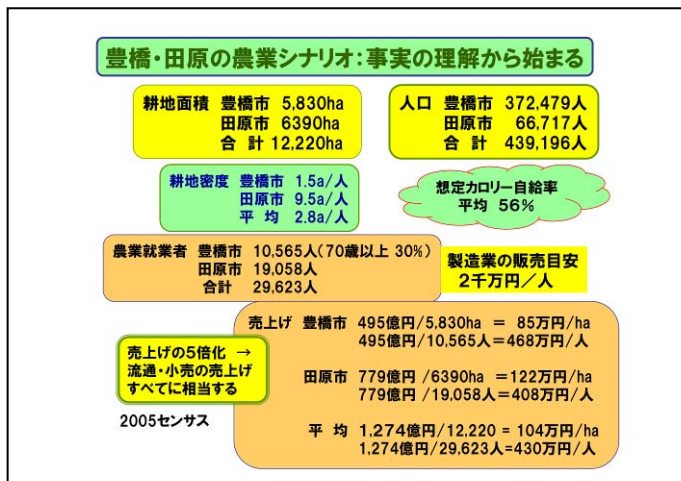 豊橋・田原の農業シナリオ:事実の理解から始まる
耕地面積 豊橋市 5,830ha
田原市 6390ha
合 計 12,220ha
人口 豊橋市 372,479人
田原市 66,717人
合 計 439,196人
耕地密度 豊橋市 1.5a/人
田原市 9.5a/人
平 均 2.8a/人
想定カロリー自給率
平均 56%
農業就業者 豊橋市 10,565人(70歳以上 30%)
田原市 19,058人
合計 29,623人
製造業の販売目安
2千万円/人
売上げ 豊橋市 495億円/5,830ha = 85万円/ha
495億円/10,565人=468万円/人
田原市 779億円/6390ha =122万円/ha
779億円 /19,058人=408万円/人
平 均 1,274億円/12,220 = 104万円/ha
1,274億円/29,623人=430万円/人
売上げの5倍化 →
流通・小売の売上げ
すべてに相当する
2005センサス